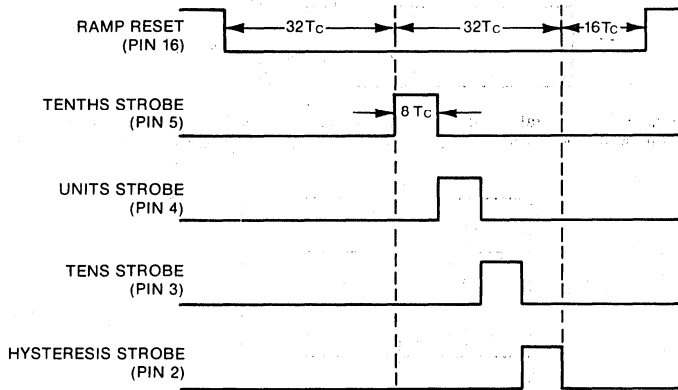 RAMP RESET
(PIN 16)
32TC
32TC
16TC
TENTHS STROBE
(PIN 5)
8 TC
UNITS STROBE
(PIN 4)
TENS STROBE
(PIN 3)
HYSTERESIS STROBE
(PIN 2)